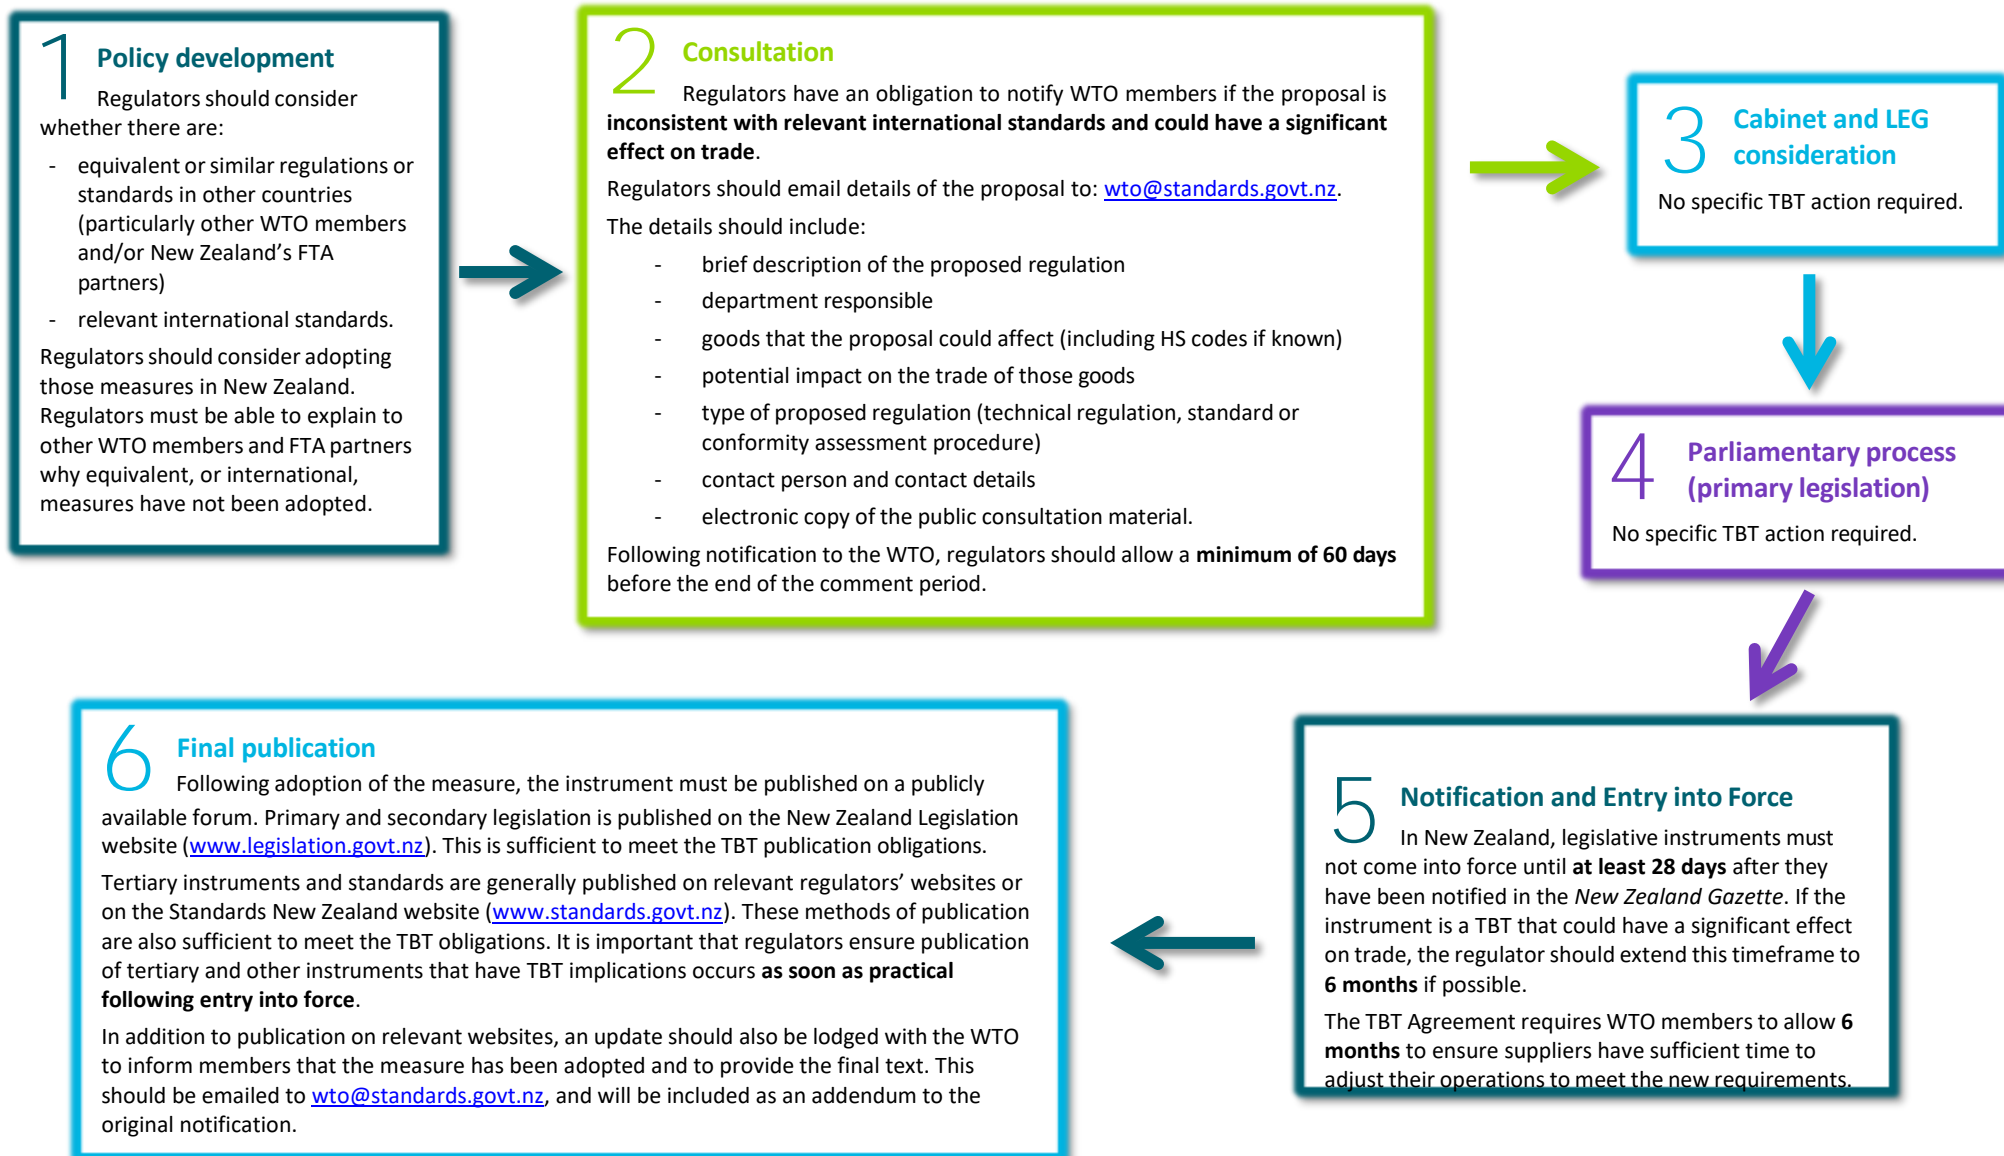 1 Policy development
Regulators should consider
whether there are:
- equivalent or similar regulations or
standards in other countries
(particularly other WTO members
and/or New Zealand’s FTA
partners)
- relevant international standards.
Regulators should consider adopting
those measures in New Zealand.
Regulators must be able to explain to
other WTO members and FTA partners
why equivalent, or international,
measures have not been adopted.
2 Consultation
Regulators have an obligation to notify WTO members if the proposal is
inconsistent with relevant international standards and could have a significant
effect on trade.
Regulators should email details of the proposal to: wto@standards.govt.nz.
The details should include:
- brief description of the proposed regulation
- department responsible
- goods that the proposal could affect (including HS codes if known)
- potential impact on the trade of those goods
- type of proposed regulation (technical regulation, standard or
conformity assessment procedure)
- contact person and contact details
- electronic copy of the public consultation material.
Following notification to the WTO, regulators should allow a minimum of 60 days
before the end of the comment period.
3 Cabinet and LEG
consideration
No specific TBT action required.
4 Parliamentary process
(primary legislation)
No specific TBT action required.
5 Notification and Entry into Force
In New Zealand, legislative instruments must
not come into force until at least 28 days after they
have been notified in the New Zealand Gazette. If the
instrument is a TBT that could have a significant effect
on trade, the regulator should extend this timeframe to
6 months if possible.
The TBT Agreement requires WTO members to allow 6
months to ensure suppliers have sufficient time to
adjust their operations to meet the new requirements.
6 Final publication
Following adoption of the measure, the instrument must be published on a publicly
available forum. Primary and secondary legislation is published on the New Zealand Legislation
website (www.legislation.govt.nz). This is sufficient to meet the TBT publication obligations.
Tertiary instruments and standards are generally published on relevant regulators’ websites or
on the Standards New Zealand website (www.standards.govt.nz). These methods of publication
are also sufficient to meet the TBT obligations. It is important that regulators ensure publication
of tertiary and other instruments that have TBT implications occurs as soon as practical
following entry into force.
In addition to publication on relevant websites, an update should also be lodged with the WTO
to inform members that the measure has been adopted and to provide the final text. This
should be emailed to wto@standards.govt.nz, and will be included as an addendum to the
original notification.